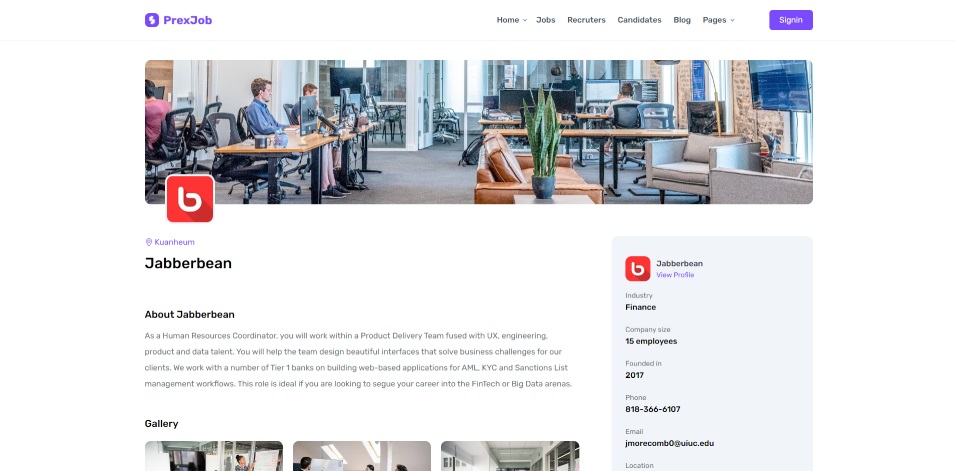 PrexJob
Home
Jobs
Recruters
Candidates
Blog
Pages
Signin
Kuanheum
Jabberbean
About Jabberbean
As a Human Resources Coordinator, you will work within a Product Delivery Team fused with UX, engineering,
product and data talent. You will help the team design beautiful interfaces that solve business challenges for our
clients. We work with a number of Tier 1 banks on building web-based applications for AML, KYC and Sanctions List
management workflows. This role is ideal if you are looking to segue your career into the FinTech or Big Data arenas.
Gallery
Jabberbean
View Profile
Industry
Finance
Company size
15 employees
Founded in
2017
Phone
818-366-6107
Email
jmorecomb0@uiuc.edu
Location